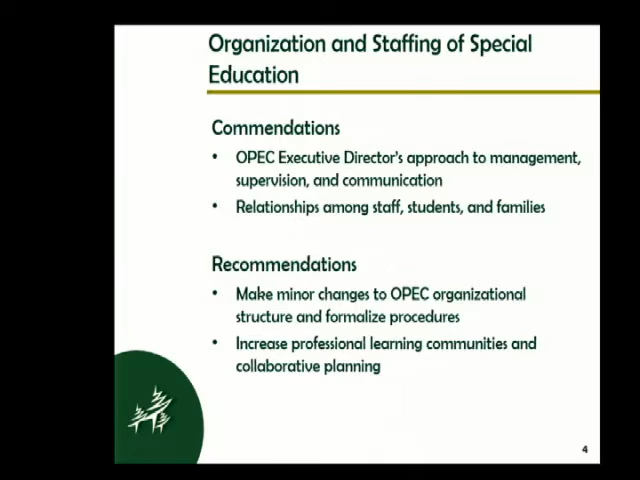 Organization and Staffing of Special
Education
Commendations
• OPEC Executive Director's approach to management,
supervision, and communication
• Relationships among staff, students, and families
Recommendations
• Make minor changes to OPEC organizational
structure and formalize procedures
• Increase professional learning communities and
collaborative planning
4